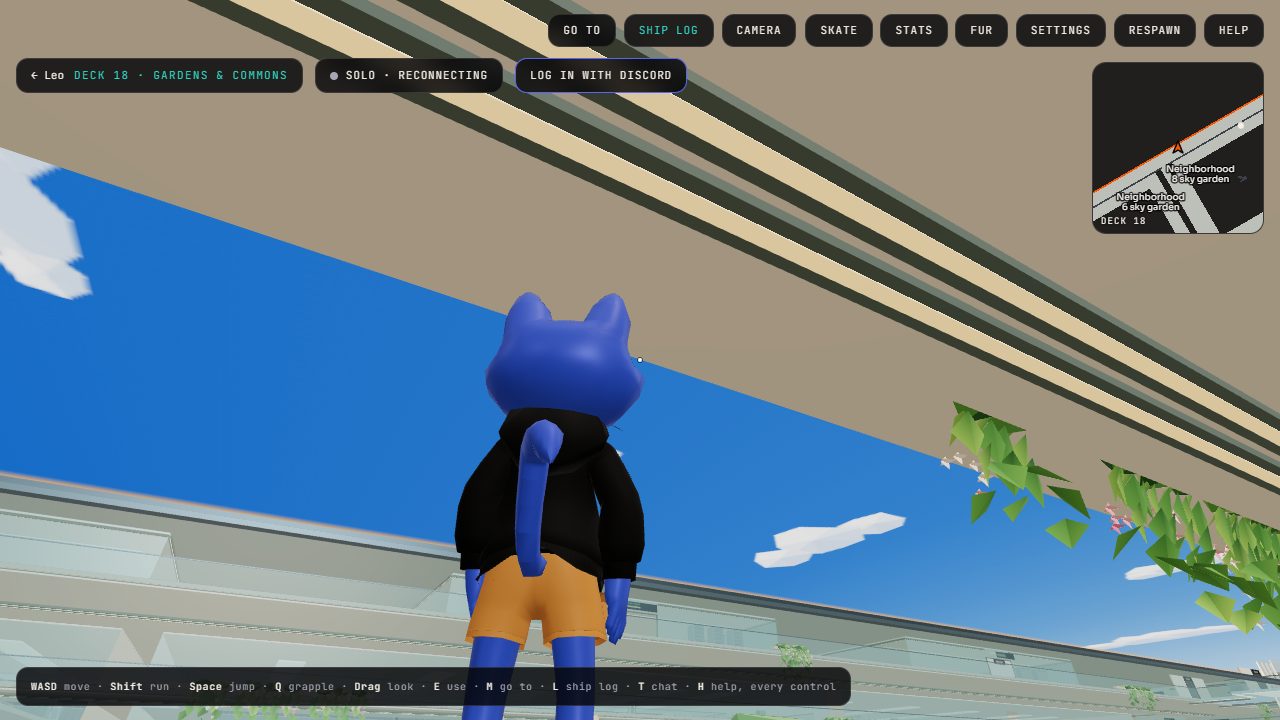 GO TO
SHIP LOG
CAMERA
SKATE
STATS
FUR
SETTINGS
RESPAWN
HELP
← Leo DECK 18 · GARDENS & COMMONS
SOLO · RECONNECTING
LOG IN WITH DISCORD
Neighborhood
8 sky garden
Neighborhood
6 sky garden
DECK 18
WASD move · Shift run · Space jump · Q grapple · Drag look · E use · M go to · L ship log · T chat · H help, every control